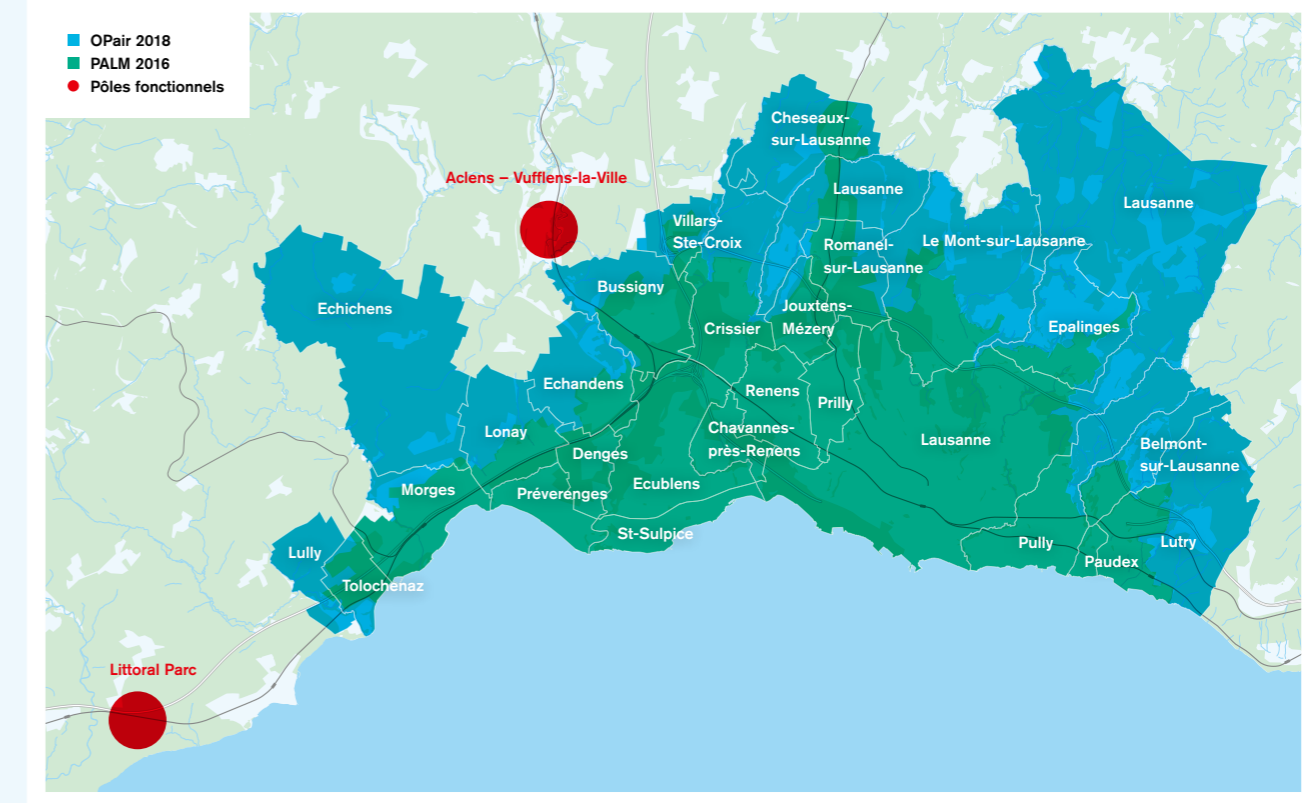 OPair 2018
PALM 2016
Pôles fonctionnels
Cheseaux-
sur-Lausanne
Aclens – Vufflens-la-Ville
Lausanne
Lausanne
Villars-
Ste-Croix
Romanel-
sur-Lausanne
Le Mont-sur-Lausanne
Bussigny
Echichens
Jouxtens-
Mézery
Crissier
Epalinges
Echandens
Renens
Prilly
Lonay
Chavannes-
près-Renens
Lausanne
Belmont-
sur-Lausanne
Denges
Morges
Préverenges
Ecublens
St-Sulpice
Lully
Pully
Lutry
Paudex
Tolochenaz
Littoral Parc